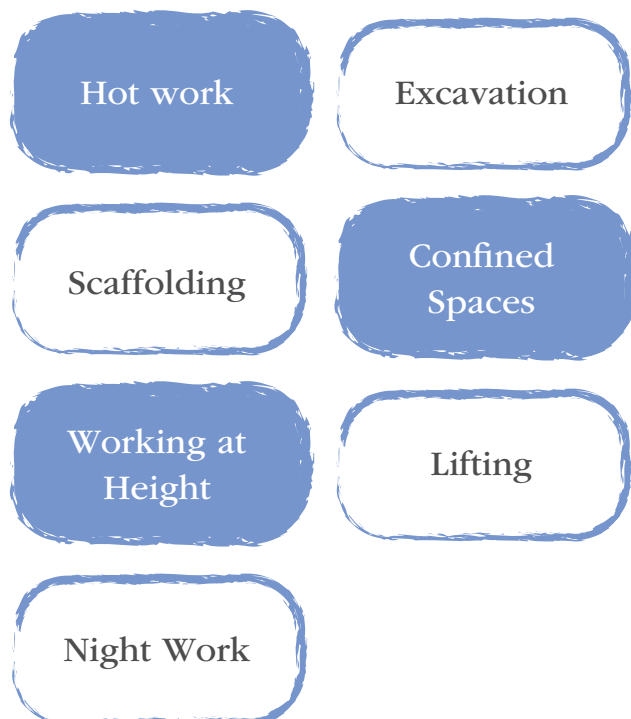 Hot work
Excavation
Scaffolding
Confined
Spaces
Working at
Height
Lifting
Night Work